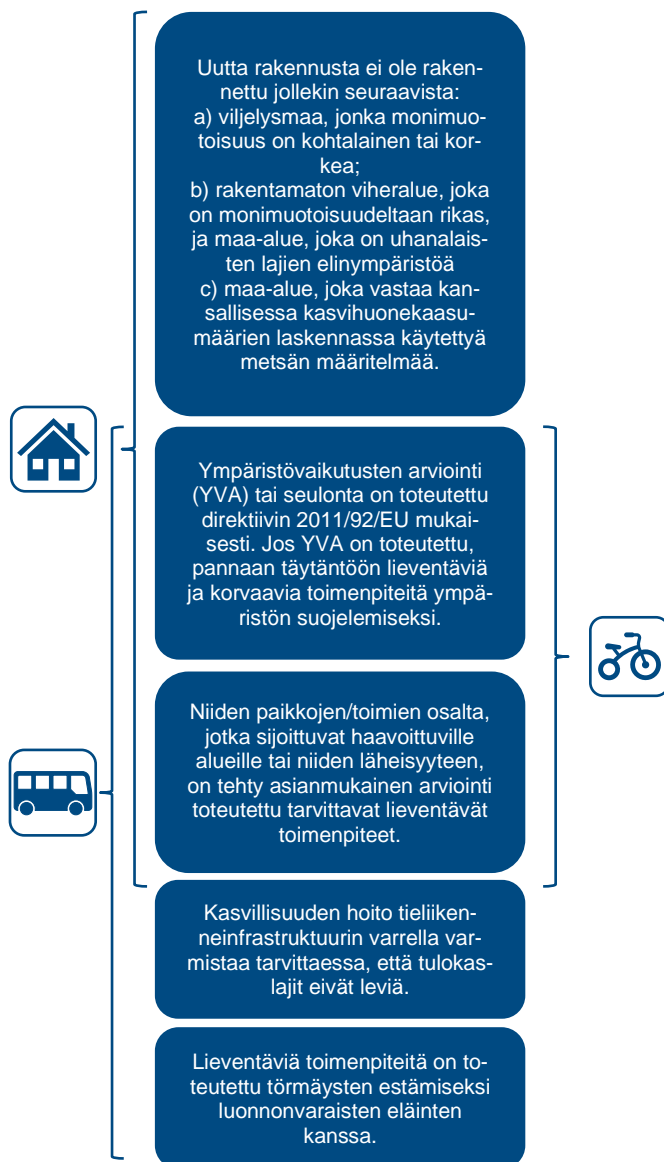 Uutta rakennusta ei ole raken-
nettu jollekin seuraavista:
a) viljelysmaa, jonka monimuo-
toisuus on kohtalainen tai kor-
kea;
b) rakentamaton viheralue, joka
on monimuotoisuudeltaan rikas,
ja maa-alue, joka on uhanalais-
ten lajien elinympäristöä
c) maa-alue, joka vastaa kan-
sallisessa kasvihuonekaasu-
määrien laskennassa käytettyä
metsän määritelmää.
Ympäristövaikutusten arviointi
(YVA) tai seulonta on toteutettu
direktiivin 2011/92/EU mukai-
sesti. Jos YVA on toteutettu,
pannaan täytäntöön lieventäviä
ja korvaavia toimenpiteitä ympä-
ristön suojelemiseksi.
Niiden paikkojen/toimien osalta,
jotka sijoittuvat haavoittuville
alueille tai niiden läheisyyteen,
on tehty asianmukainen arviointi
toteutettu tarvittavat lieventävät
toimenpiteet.
Kasvillisuuden hoito tieliiken-
neinfrastruktuurin varrella var-
mistaa tarvittaessa, että tulokas-
lajit eivät leviä.
Lieventäviä toimenpiteitä on to-
teutettu törmäysten estämiseksi
luonnonvaraisten eläinten
kanssa.